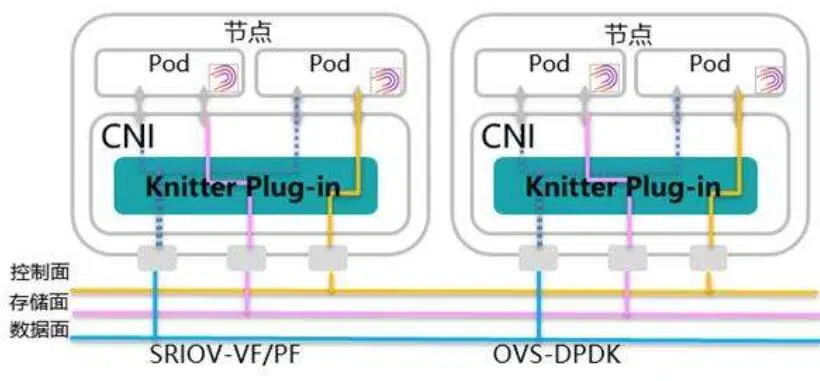 节点
Pod
Pod
CNI
Knitter Plug-in
节点
Pod
Pod
CNI
Knitter Plug-in
控制面
存储面
数据面
SRIOV-VF/PF
OVS-DPDK